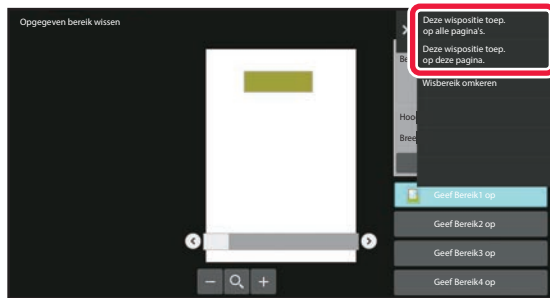 Opgegeven bereik wissen
Deze wispositie toep.
op alle pagina's.
Deze wispositie toep.
op deze pagina.
Wisbereik omkeren
Geef Bereik1 op
Geef Bereik2 op
Geef Bereik3 op
Geef Bereik4 op